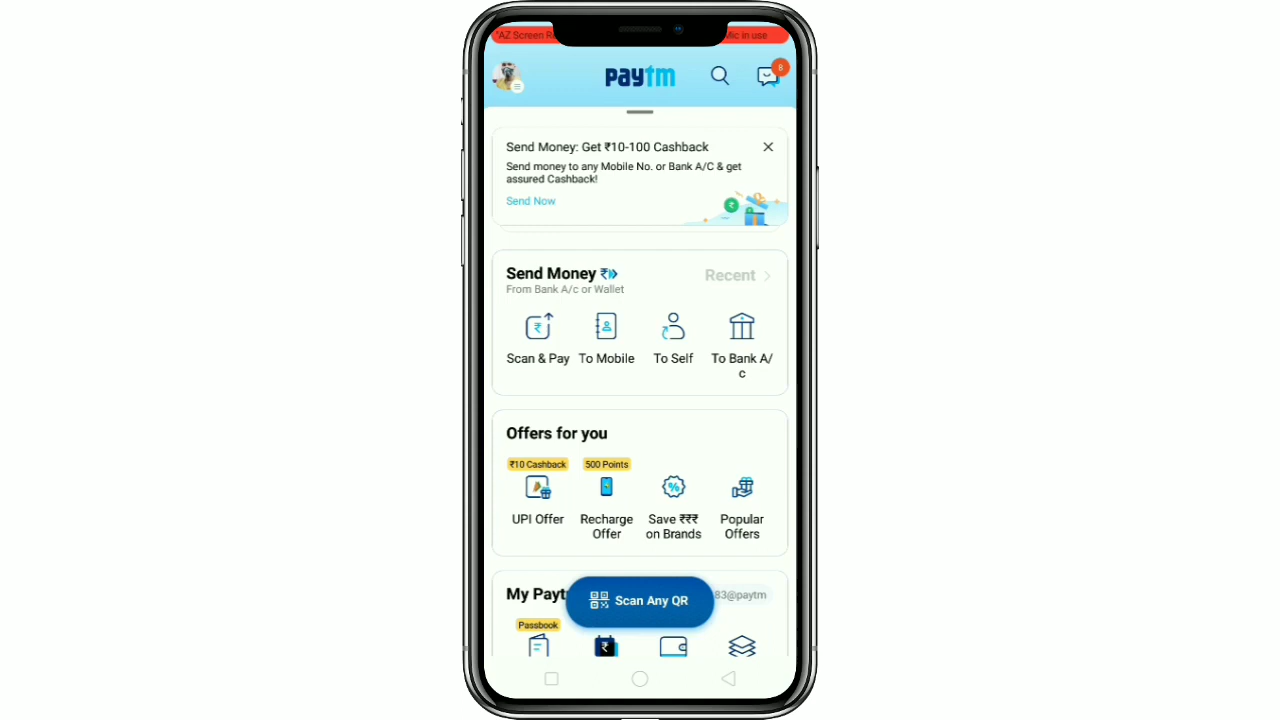 "AZ Screen Re
Mic in use
paytm
8
Send Money: Get ₹10-100 Cashback
Send money to any Mobile No. or Bank A/C & get
assured Cashback!
Send Now
Send Money ₹
Recent
From Bank A/c or Wallet
Scan & Pay
To Mobile
To Self
To Bank A/
c
Offers for you
₹10 Cashback
500 Points
UPI Offer
Recharge
Offer
Save ₹₹₹
on Brands
Popular
Offers
My Payt
83@paytm
Scan Any QR
Passbook